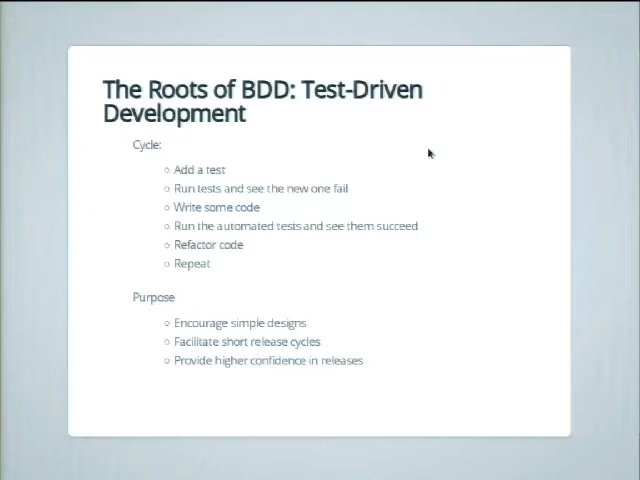 The Roots of BDD: Test-Driven
Development
Cycle:
Add a test
Run tests and see the new one fail
Write some code
Run the automated tests and see them succeed
Refactor code
Repeat
Purpose
Encourage simple designs
Facilitate short release cycles
Provide higher confidence in releases